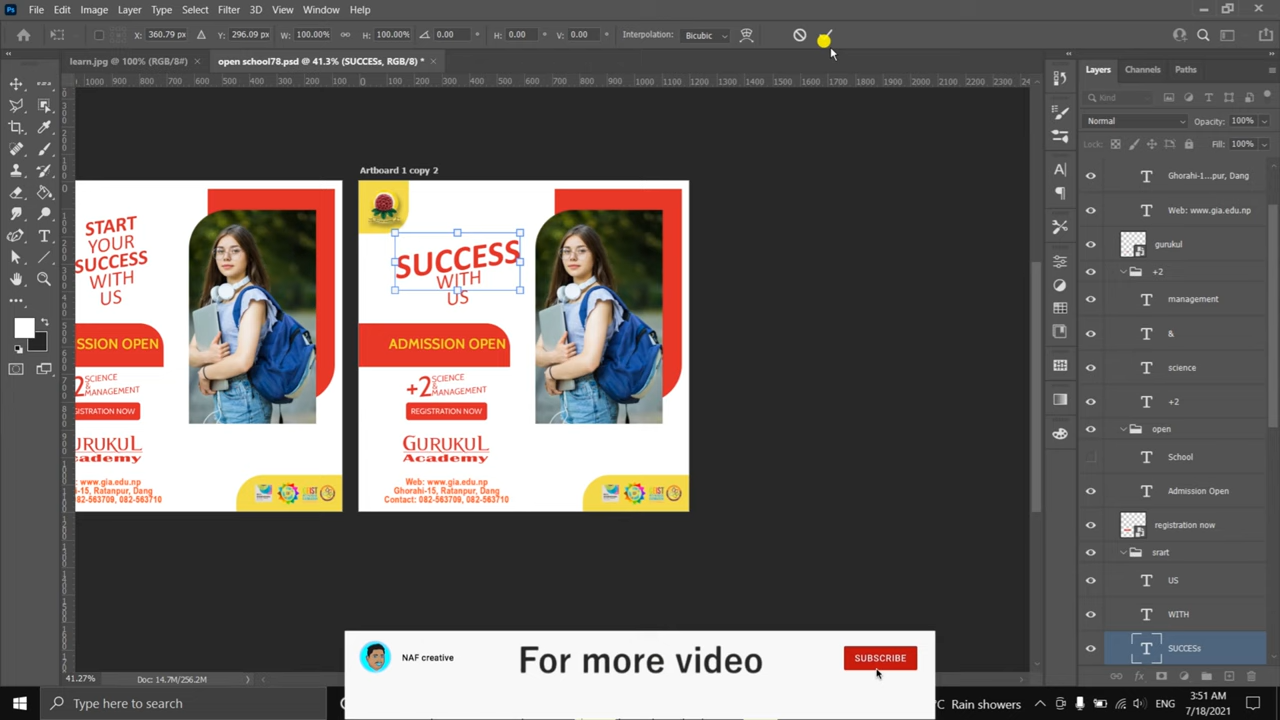 Ps File Edit Image Layer Type Select Filter 3D View Window Help
X: 360.79 px Y: 296.09 px W: 100.00% H: 100.00% 0.00 ° H: 0.00 ° V: 0.00 ° Interpolation: Bicubic
learn.jpg @ 100% (RGB/8#) × open school78.psd @ 41.3% (SUCCESs, RGB/8) * ×
Layers Channels Paths
Kind
Normal Opacity: 100%
Lock: Fill: 100%
Artboard 1 copy 2
START
YOUR
SUCCESS
WITH
US
SSION OPEN
2 SCIENCE
&
MANAGEMENT
GISTRATION NOW
URUKUL
cademy
: www.gia.edu.np
i-15, Ratanpur, Dang
082-563709, 082-563710
SUCCESS
WITH
US
ADMISSION OPEN
+2 SCIENCE
&
MANAGEMENT
REGISTRATION NOW
GURUKUL
Academy
Web: www.gia.edu.np
Ghorahi-15, Ratanpur, Dang
Contact: 082-563709, 082-563710
Ghorahi-1...pur, Dang
Web: www.gia.edu.np
gurukul
+2
management
&
science
+2
open
School
Admission Open
registration now
srart
US
WITH
SUCCESs
NAF creative
For more video
SUBSCRIBE
41.27% Doc: 14.7M/256.2M
Type here to search
C Rain showers
3:51 AM
7/18/2021